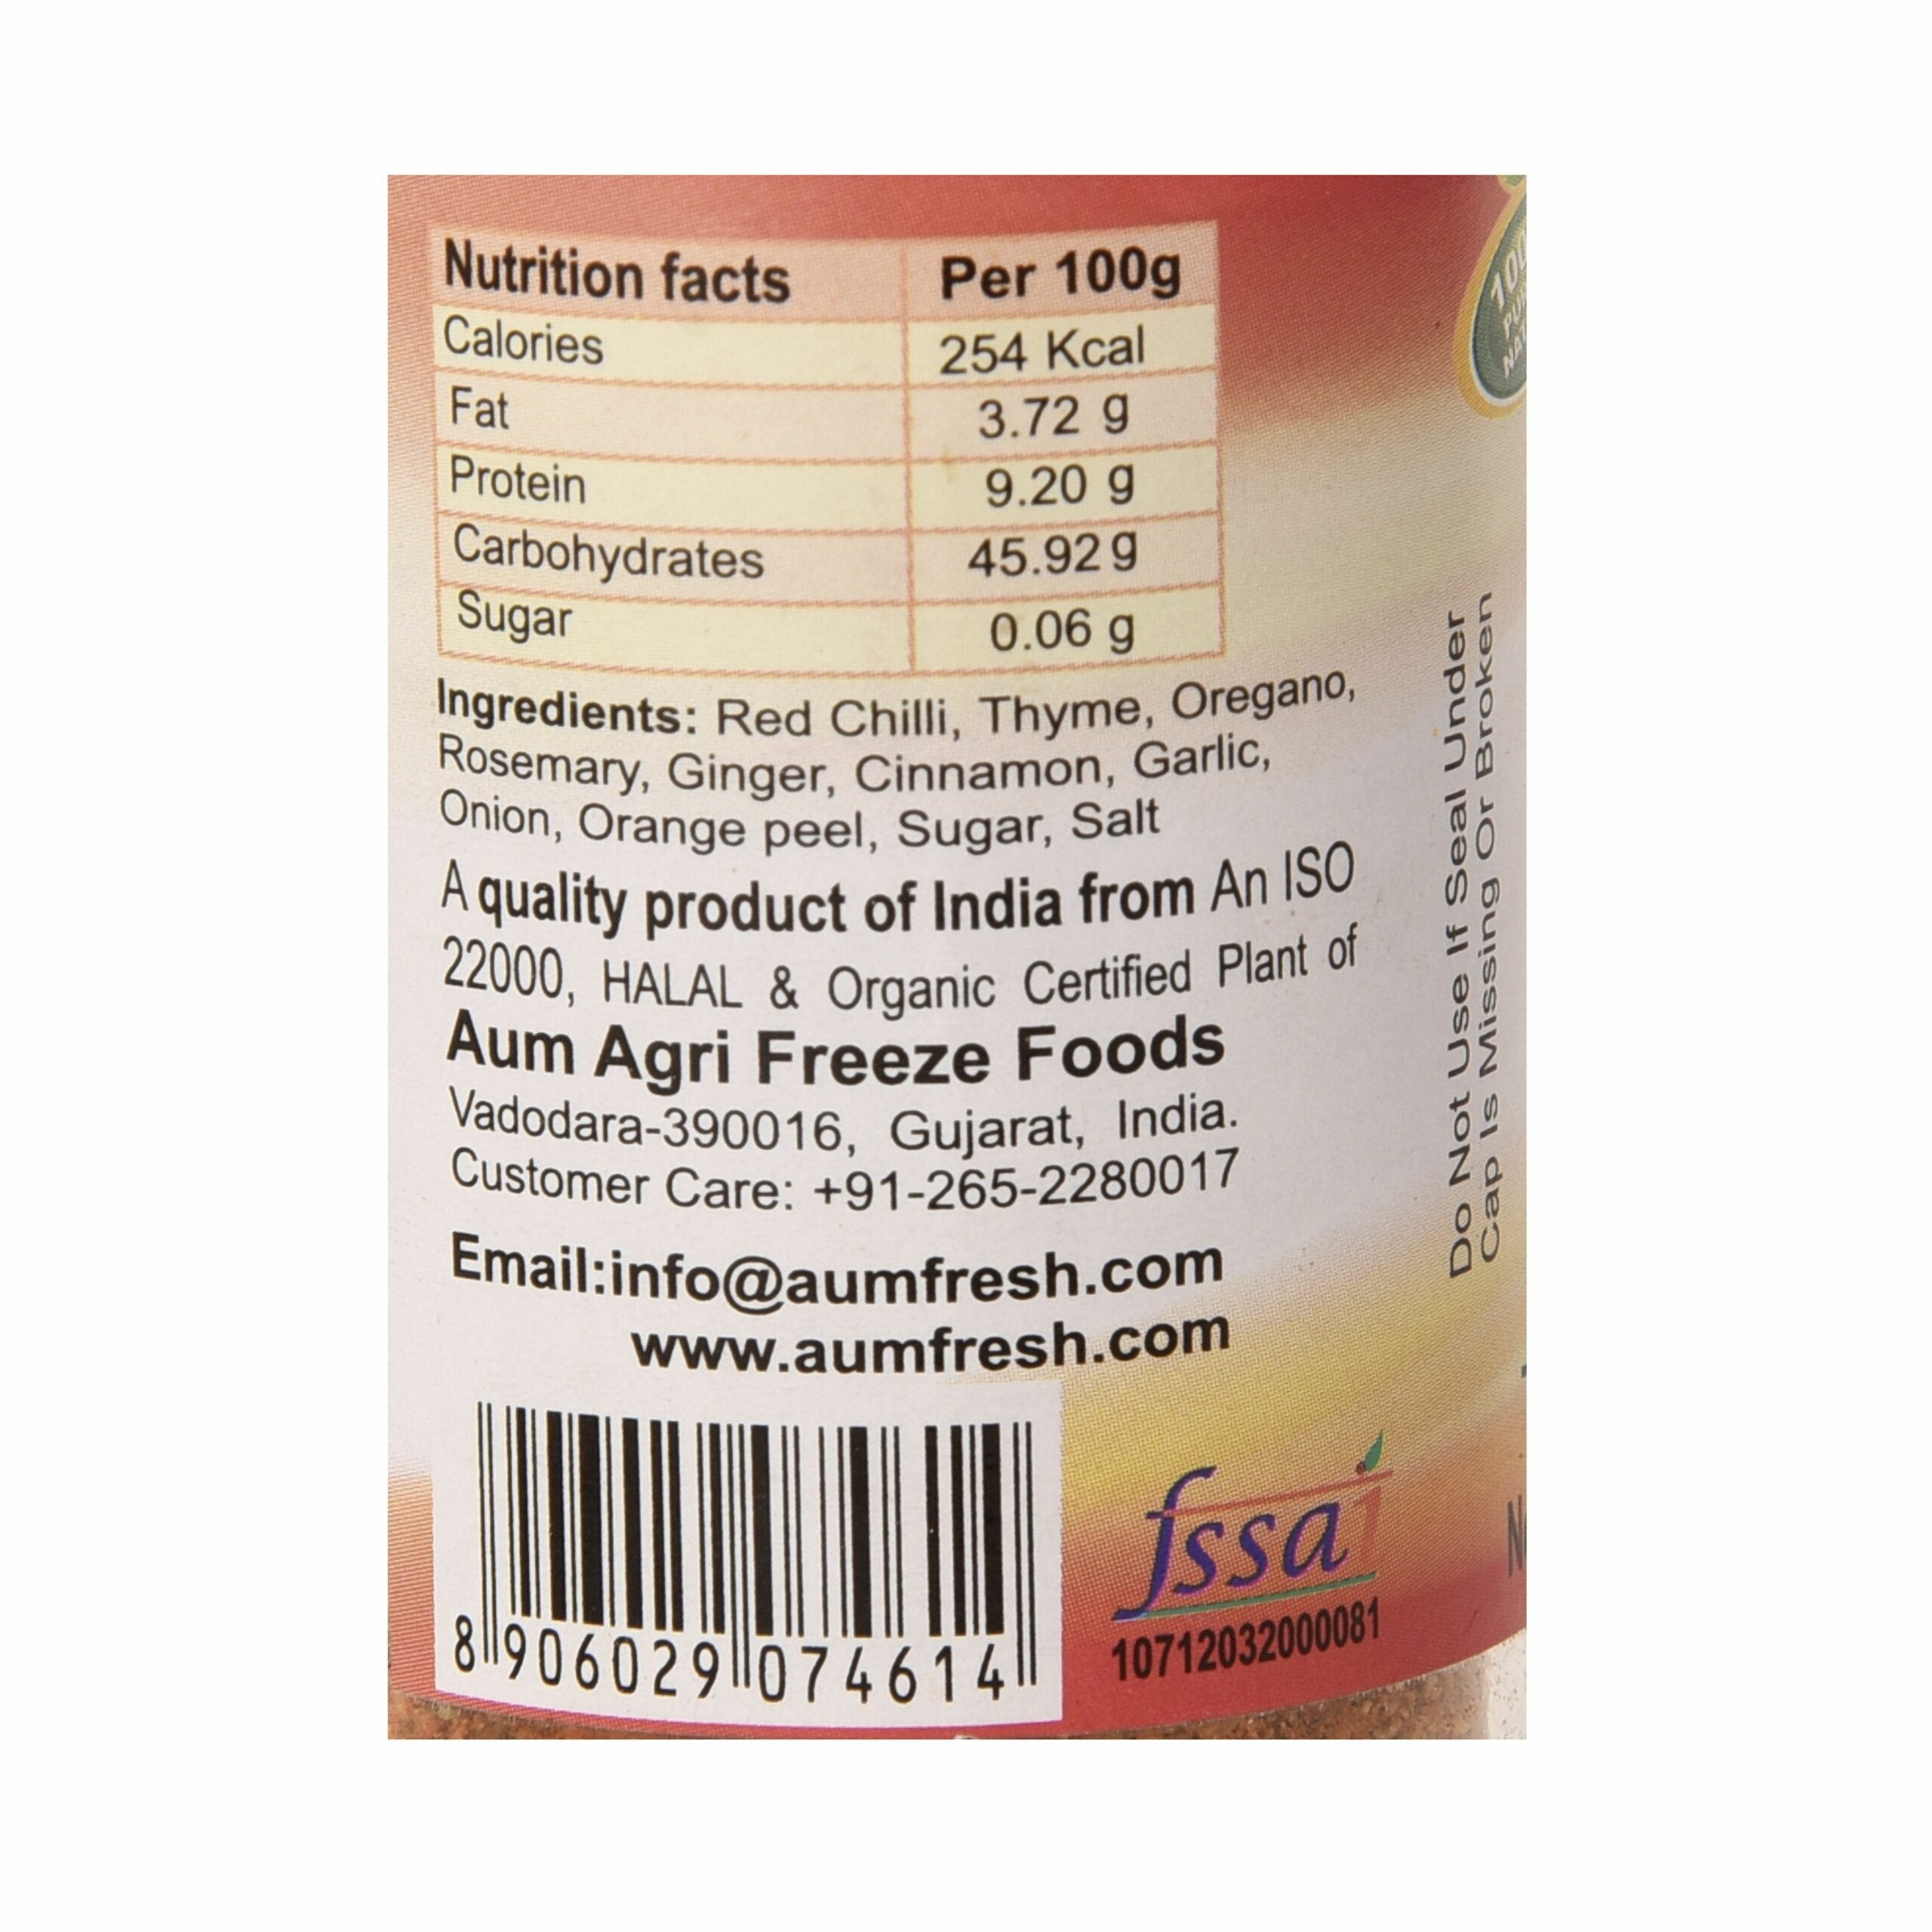 Nutrition facts Per 100g
Calories 254 Kcal
Fat 3.72 g
Protein 9.20 g
Carbohydrates 45.92 g
Sugar 0.06 g
Ingredients: Red Chilli, Thyme, Oregano,
Rosemary, Ginger, Cinnamon, Garlic,
Onion, Orange peel, Sugar, Salt
A quality product of India from An ISO
22000, HALAL & Organic Certified Plant of
Aum Agri Freeze Foods
Vadodara-390016, Gujarat, India.
Customer Care: +91-265-2280017
Email:info@aumfresh.com
www.aumfresh.com
8 906029 074614
fssai
10712032000081
Do Not Use If Seal Under
Cap Is Missing Or Broken